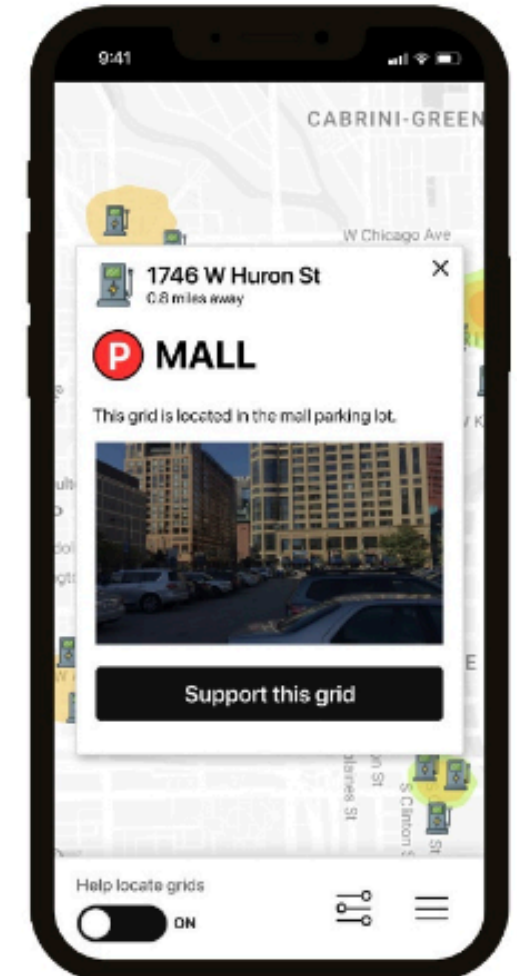 9:41
CABRINI-GREEN
W Chicago Ave
1746 W Huron St
0.8 miles away
P MALL
This grid is located in the mall parking lot.
Support this grid
S Clinton St
Help locate grids
ON